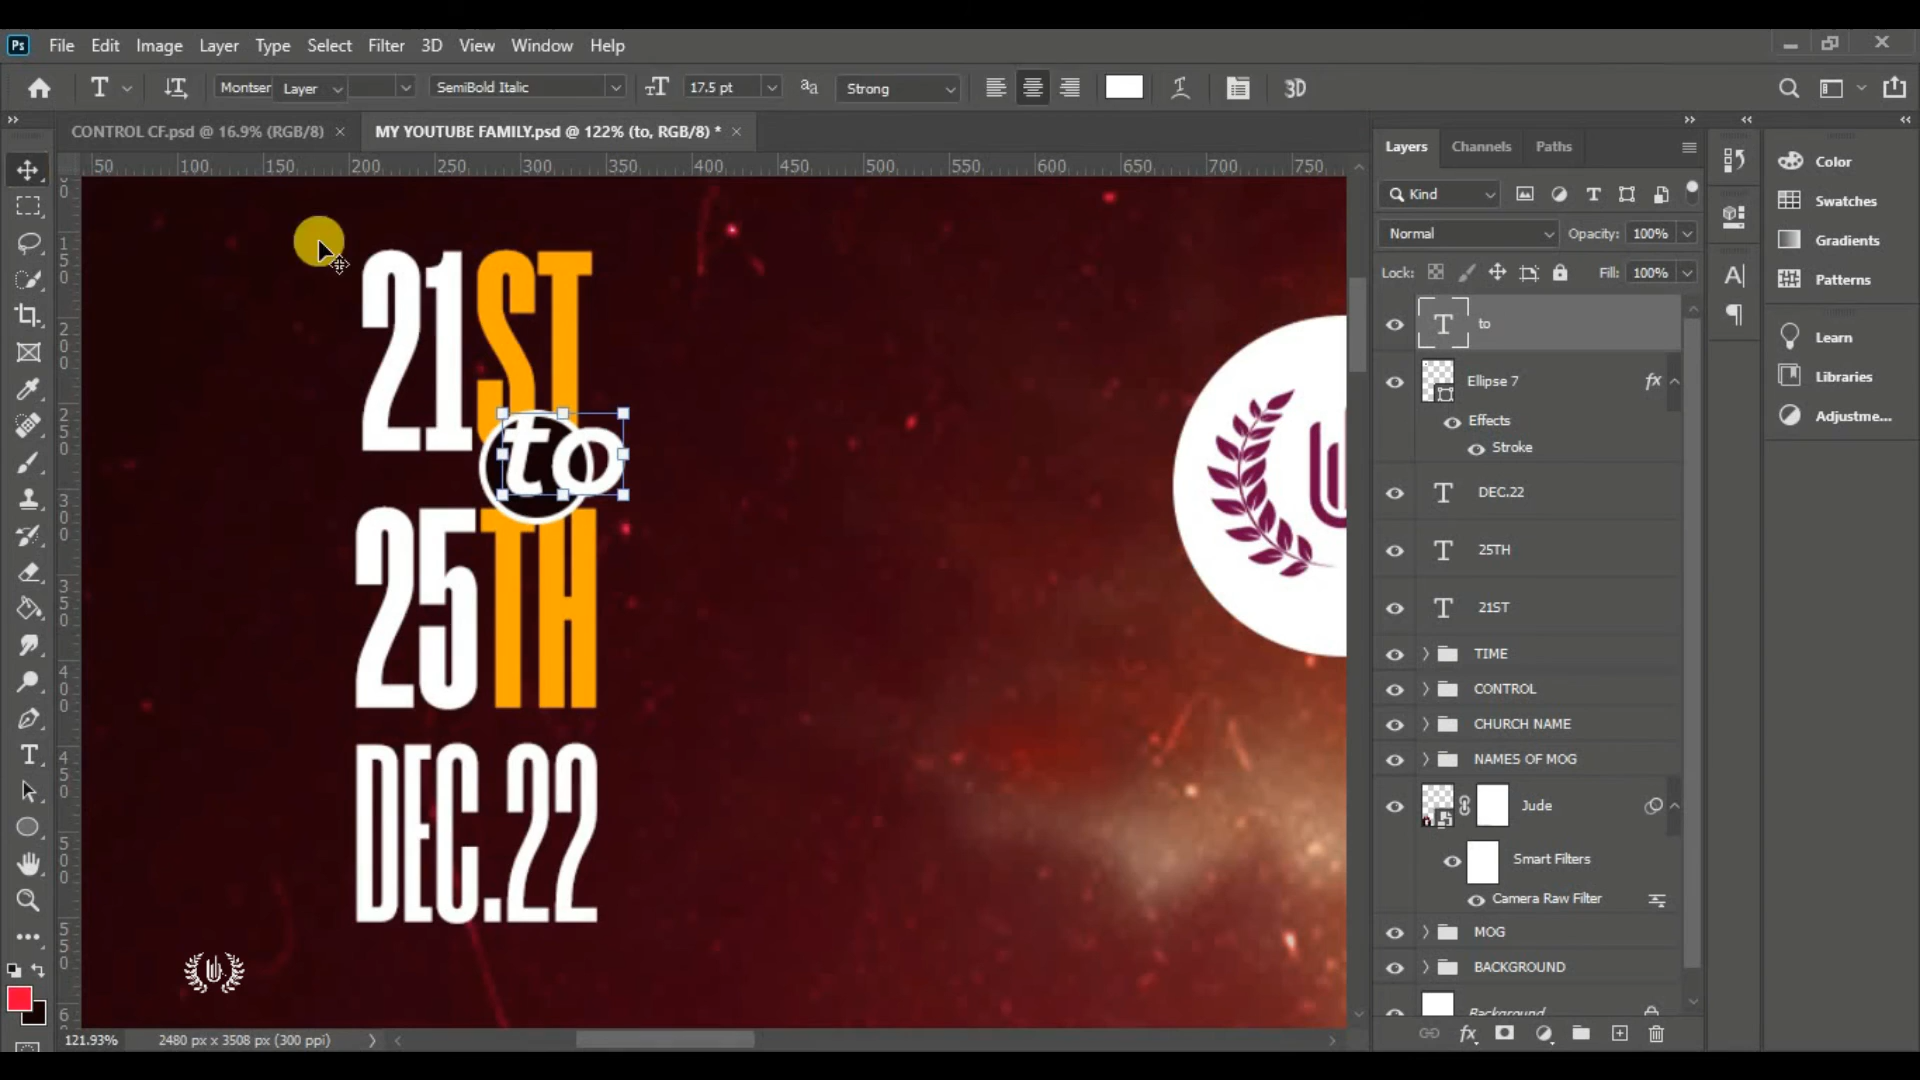 Ps File Edit Image Layer Type Select Filter 3D View Window Help
T Montser Layer SemiBold Italic 17.5 pt aa Strong 3D
CONTROL CF.psd @ 16.9% (RGB/8) × MY YOUTUBE FAMILY.psd @ 122% (to, RGB/8) * ×
50 100 150 200 250 300 350 400 450 500 550 600 650 700 750
21ST
to
25TH
DEC.22
121.93% 2480 px x 3508 px (300 ppi)
Layers Channels Paths
Kind
Normal Opacity: 100%
Lock: Fill: 100%
to
Ellipse 7 fx
Effects
Stroke
DEC.22
25TH
21ST
TIME
CONTROL
CHURCH NAME
NAMES OF MOG
Jude
Smart Filters
Camera Raw Filter
MOG
BACKGROUND
Background
fx
Color
Swatches
Gradients
Patterns
Learn
Libraries
Adjustme...